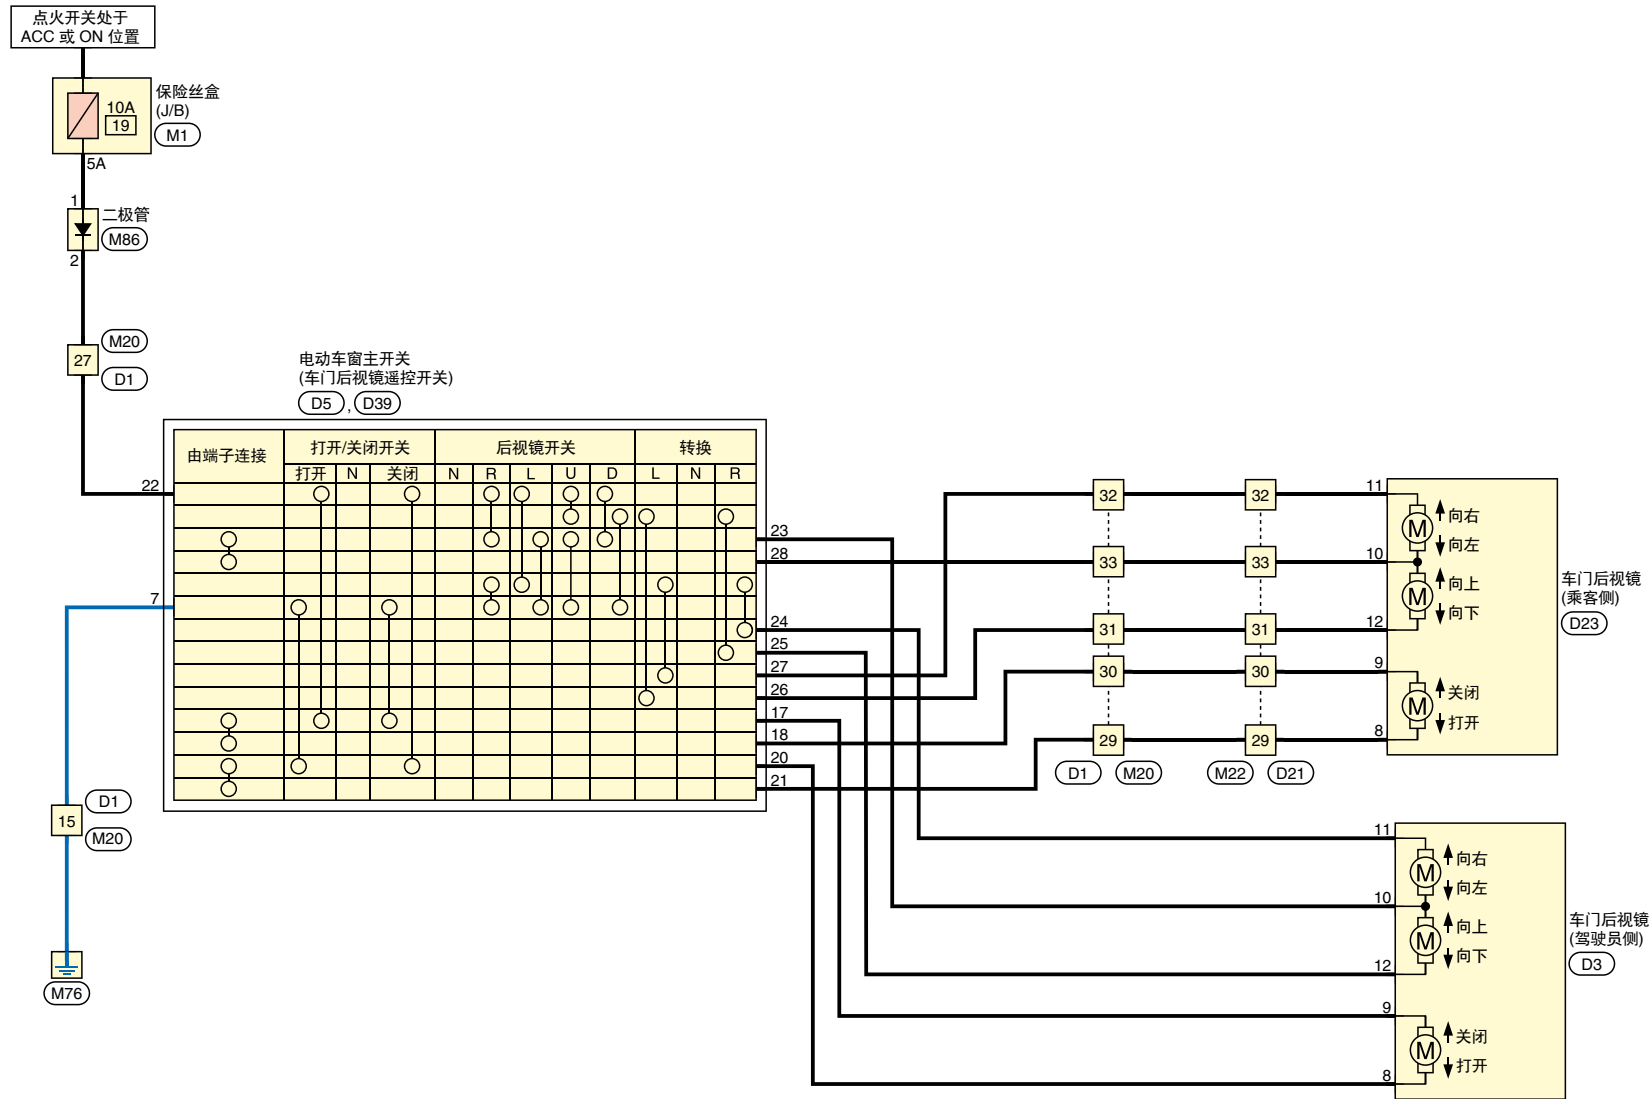 点火开关处于
ACC 或 ON 位置
10A
19
保险丝盒
(J/B)
M1
5A
1
二极管
M86
2
M20
27
D1
电动车窗主开关
(车门后视镜遥控开关)
D5 , D39
由端子连接
打开/关闭开关
后视镜开关
转换
打开 N 关闭 N R L U D L N R
22
7
23
28
24
25
27
26
17
18
20
21
15
D1
M20
M76
32 32 11
33 33 10
31 31 12
30 30 9
29 29 8
D1 M20 M22 D21
M 向右
向左
M 向上
向下
M 关闭
打开
车门后视镜
(乘客侧)
D23
11
10
12
9
8
M 向右
向左
M 向上
向下
M 关闭
打开
车门后视镜
(驾驶员侧)
D3